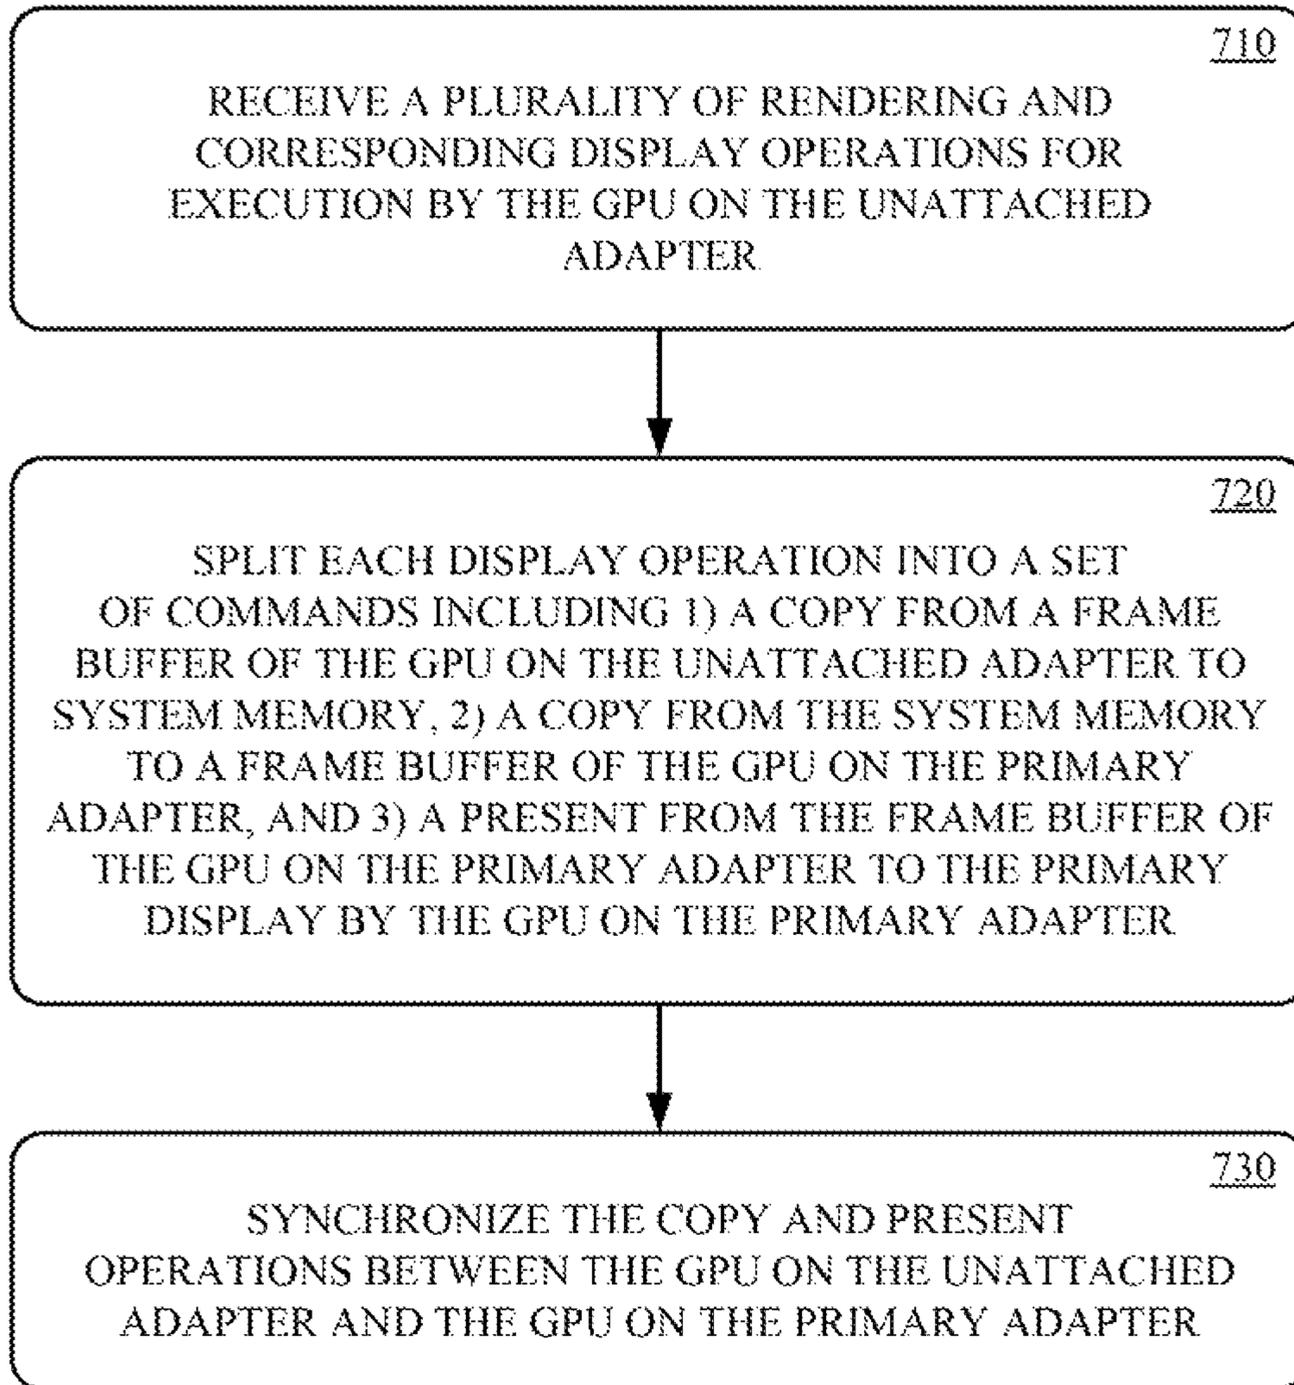 710
RECEIVE A PLURALITY OF RENDERING AND
CORRESPONDING DISPLAY OPERATIONS FOR
EXECUTION BY THE GPU ON THE UNATTACHED
ADAPTER
720
SPLIT EACH DISPLAY OPERATION INTO A SET
OF COMMANDS INCLUDING 1) A COPY FROM A FRAME
BUFFER OF THE GPU ON THE UNATTACHED ADAPTER TO
SYSTEM MEMORY, 2) A COPY FROM THE SYSTEM MEMORY
TO A FRAME BUFFER OF THE GPU ON THE PRIMARY
ADAPTER, AND 3) A PRESENT FROM THE FRAME BUFFER OF
THE GPU ON THE PRIMARY ADAPTER TO THE PRIMARY
DISPLAY BY THE GPU ON THE PRIMARY ADAPTER
730
SYNCHRONIZE THE COPY AND PRESENT
OPERATIONS BETWEEN THE GPU ON THE UNATTACHED
ADAPTER AND THE GPU ON THE PRIMARY ADAPTER